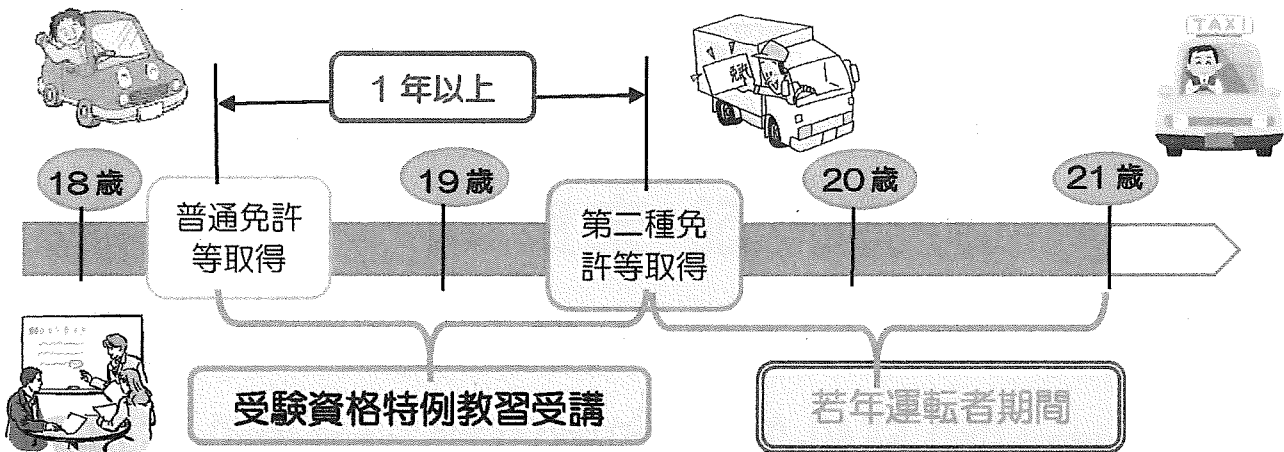 TAXI
1年以上
18歳
19歳
20歳
21歳
普通免許
等取得
第二種免
許等取得
受験資格特例教習受講
若年運転者期間